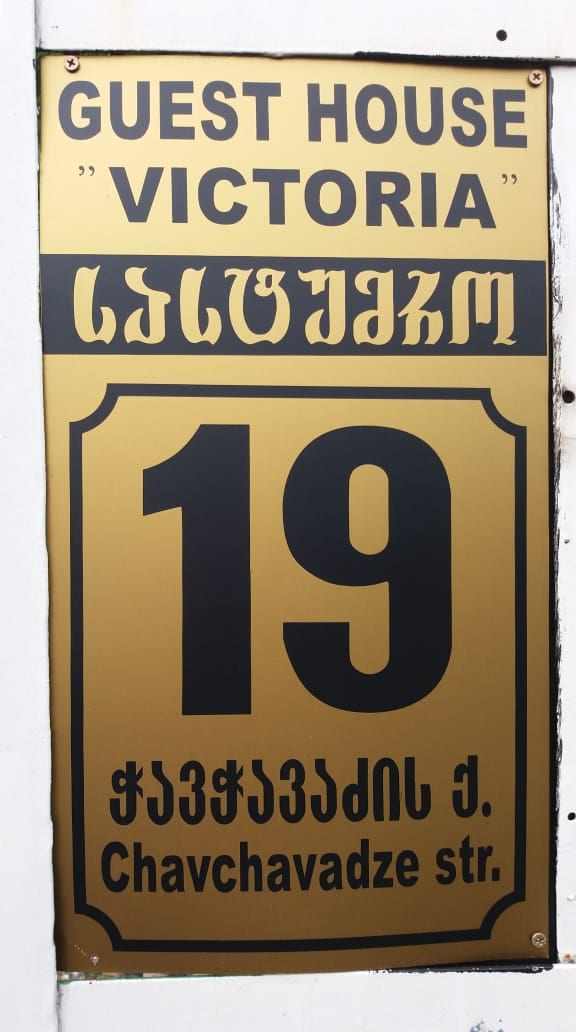 GUEST HOUSE
"VICTORIA"
სასტუმრო
19
ჭავჭავაძის ქ.
Chavchavadze str.